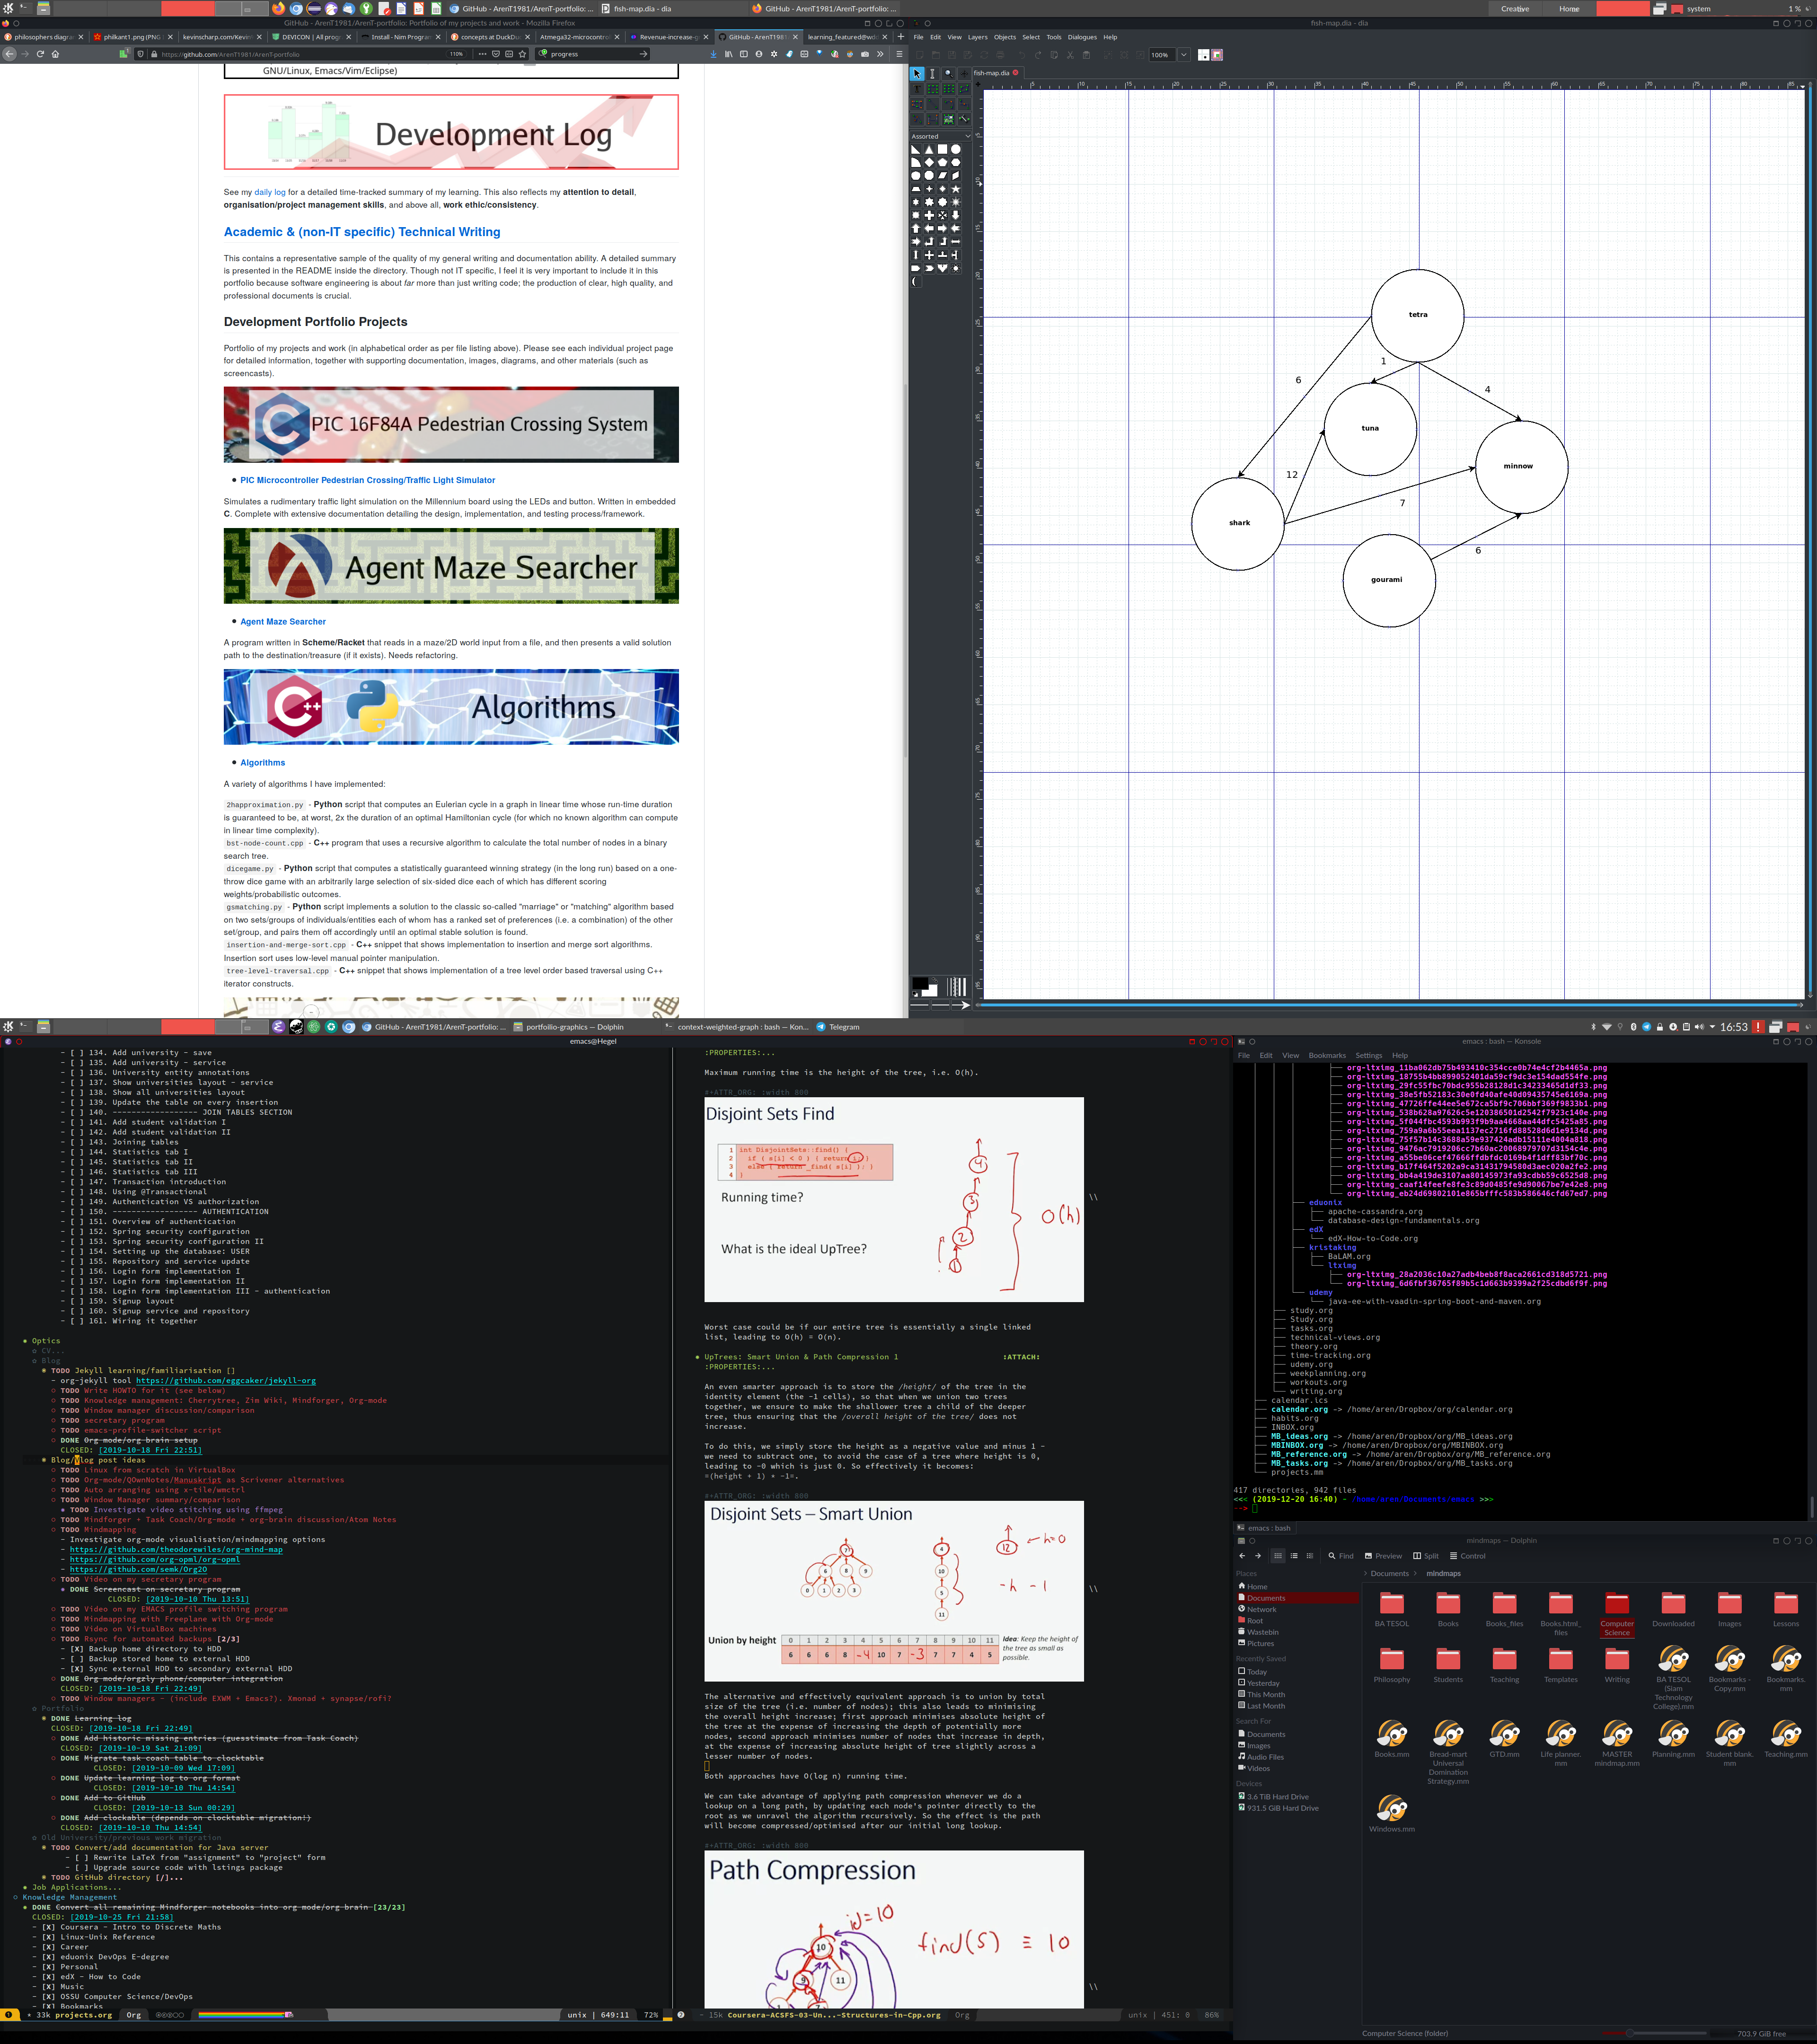 GitHub - ArenT1981/ArenT-portfolio: ...
fish-map.dia - dia
GitHub - ArenT1981/ArenT-portfolio...
Creative
Home
system
1 %
GitHub - ArenT1981/ArenT-portfolio: Portfolio of my projects and work - Mozilla Firefox
https://github.com/ArenT1981/ArenT-portfolio
110%
progress
GNU/Linux, Emacs/Vim/Eclipse)
Development Log
See my daily log for a detailed time-tracked summary of my learning. This also reflects my attention to detail,
organisation/project management skills, and above all, work ethic/consistency.
Academic & (non-IT specific) Technical Writing
This contains a representative sample of the quality of my general writing and documentation ability. A detailed summary
is presented in the README inside the directory. Though not IT specific, I feel it is very important to include it in this
portfolio because software engineering is about far more than just writing code; the production of clear, high quality, and
professional documents is crucial.
Development Portfolio Projects
Portfolio of my projects and work (in alphabetical order as per file listing above). Please see each individual project page
for detailed information, together with supporting documentation, images, diagrams, and other materials (such as
screencasts).
PIC 16F84A Pedestrian Crossing System
PIC Microcontroller Pedestrian Crossing/Traffic Light Simulator
Simulates a rudimentary traffic light simulation on the Millennium board using the LEDs and button. Written in embedded
C. Complete with extensive documentation detailing the design, implementation, and testing process/framework.
Agent Maze Searcher
Agent Maze Searcher
A program written in Scheme/Racket that reads in a maze/2D world input from a file, and then presents a valid solution
path to the destination/treasure (if it exists). Needs refactoring.
Algorithms
Algorithms
A variety of algorithms I have implemented:
2happroximation.py - Python script that computes an Eulerian cycle in a graph in linear time whose run-time duration
is guaranteed to be, at worst, 2x the duration of an optimal Hamiltonian cycle (for which no known algorithm can compute
in linear time complexity).
bst-node-count.cpp - C++ program that uses a recursive algorithm to calculate the total number of nodes in a binary
search tree.
dicegame.py - Python script that computes a statistically guaranteed winning strategy (in the long run) based on a one-
throw dice game with an arbitrarily large selection of six-sided dice each of which has different scoring
weights/probabilistic outcomes.
gsmatching.py - Python script implements a solution to the classic so-called "marriage" or "matching" algorithm based
on two sets/groups of individuals/entities each of whom has a ranked set of preferences (i.e. a combination) of the other
set/group, and pairs them off accordingly until an optimal stable solution is found.
insertion-and-merge-sort.cpp - C++ snippet that shows implementation to insertion and merge sort algorithms.
Insertion sort uses low-level manual pointer manipulation.
tree-level-traversal.cpp - C++ snippet that shows implementation of a tree level order based traversal using C++
iterator constructs.
fish-map.dia - dia
File Edit View Layers Objects Select Tools Dialogues Help
100%
fish-map.dia
Assorted
tetra
1
6
4
tuna
12
minnow
7
shark
6
gourami
GitHub - ArenT1981/ArenT-portfolio: ...
portfoilio-graphics — Dolphin
context-weighted-graph : bash — Kon...
Telegram
16:53
emacs@Hegel
- [ ] 134. Add university - save
- [ ] 135. Add university - service
- [ ] 136. University entity annotations
- [ ] 137. Show universities layout - service
- [ ] 138. Show all universities layout
- [ ] 139. Update the table on every insertion
- [ ] 140. ------------------ JOIN TABLES SECTION
- [ ] 141. Add student validation I
- [ ] 142. Add student validation II
- [ ] 143. Joining tables
- [ ] 144. Statistics tab I
- [ ] 145. Statistics tab II
- [ ] 146. Statistics tab III
- [ ] 147. Transaction introduction
- [ ] 148. Using @Transactional
- [ ] 149. Authentication VS authorization
- [ ] 150. ------------------ AUTHENTICATION
- [ ] 151. Overview of authentication
- [ ] 152. Spring security configuration
- [ ] 153. Spring security configuration II
- [ ] 154. Setting up the database: USER
- [ ] 155. Repository and service update
- [ ] 156. Login form implementation I
- [ ] 157. Login form implementation II
- [ ] 158. Login form implementation III - authentication
- [ ] 159. Signup layout
- [ ] 160. Signup service and repository
- [ ] 161. Wiring it together
Optics
CV...
Blog
TODO Jekyll learning/familiarisation []
- org-jekyll tool https://github.com/eggcaker/jekyll-org
TODO Write HOWTO for it (see below)
TODO Knowledge management: Cherrytree, Zim Wiki, Mindforger, Org-mode
TODO Window manager discussion/comparison
TODO secretary program
TODO emacs-profile-switcher script
DONE Org mode/org brain setup
CLOSED: [2019-10-18 Fri 22:51]
Blog/Vlog post ideas
TODO Linux from scratch in VirtualBox
TODO Org-mode/QOwnNotes/Manuskript as Scrivener alternatives
TODO Auto arranging using x-tile/wmctrl
TODO Window Manager summary/comparison
TODO Investigate video stitching using ffmpeg
TODO Mindforger + Task Coach/Org-mode + org-brain discussion/Atom Notes
TODO Mindmapping
- Investigate org-mode visualisation/mindmapping options
- https://github.com/theodorewiles/org-mind-map
- https://github.com/org-opml/org-opml
- https://github.com/semk/Org2O
TODO Video on my secretary program
DONE Screencast on secretary program
CLOSED: [2019-10-10 Thu 13:51]
TODO Video on my EMACS profile switching program
TODO Mindmapping with Freeplane with Org-mode
TODO Video on VirtualBox machines
TODO Rsync for automated backups [2/3]
- [X] Backup home directory to HDD
- [ ] Backup stored home to external HDD
- [X] Sync external HDD to secondary external HDD
DONE Org-mode/orgzly phone/computer integration
CLOSED: [2019-10-18 Fri 22:49]
TODO Window managers - (include EXWM + Emacs?). Xmonad + synapse/rofi?
Portfolio
DONE Learning log
CLOSED: [2019-10-18 Fri 22:49]
DONE Add historic missing entries (guesstimate from Task Coach)
CLOSED: [2019-10-19 Sat 21:09]
DONE Migrate task coach table to clocktable
CLOSED: [2019-10-09 Wed 17:09]
DONE Update learning log to org format
CLOSED: [2019-10-10 Thu 14:54]
DONE Add to GitHub
CLOSED: [2019-10-13 Sun 00:29]
DONE Add clockable (depends on clocktable migration!)
CLOSED: [2019-10-10 Thu 14:54]
Old University/previous work migration
TODO Convert/add documentation for Java server
- [ ] Rewrite LaTeX from "assignment" to "project" form
- [ ] Upgrade source code with lstings package
TODO GitHub directory [/]...
Job Applications...
Knowledge Management
DONE Convert all remaining Mindforger notebooks into org mode/org brain [23/23]
CLOSED: [2019-10-25 Fri 21:58]
- [X] Coursera - Intro to Discrete Maths
- [X] Linux-Unix Reference
- [X] Career
- [X] eduonix DevOps E-degree
- [X] Personal
- [X] edX - How to Code
- [X] Music
- [X] OSSU Computer Science/DevOps
- [X] Bookmarks
33k projects.org Org unix | 649:11 72%
:PROPERTIES:...
Maximum running time is the height of the tree, i.e. O(h).
#+ATTR_ORG: :width 800
Disjoint Sets Find
1 int DisjointSets::find() {
2 if ( s[i] < 0 ) { return i; }
3 else { return _find( s[i] ); }
4 }
Running time?
What is the ideal UpTree?
4
3
2
1
O(h)
\\
Worst case could be if our entire tree is essentially a single linked
list, leading to O(h) = O(n).
UpTrees: Smart Union & Path Compression 1 :ATTACH:
:PROPERTIES:...
An even smarter approach is to store the /height/ of the tree in the
identity element (the -1 cells), so that when we union two trees
together, we ensure to make the shallower tree a child of the deeper
tree, thus ensuring that the /overall height of the tree/ does not
increase.
To do this, we simply store the height as a negative value and minus 1 -
we need to subtract one, to avoid the case of a tree where height is 0,
leading to -0 which is just 0. So effectively it becomes:
=(height + 1) * -1=.
#+ATTR_ORG: :width 800
Disjoint Sets – Smart Union
7 6 8 9 0 1 2 3
4 10 5 11
12 ← h=0
-h -1
\\
Union by height
0 1 2 3 4 5 6 7 8 9 10 11
6 6 6 8 -4 10 7 -3 7 7 4 5
Idea: Keep the height of
the tree as small as
possible.
The alternative and effectively equivalent approach is to union by total
size of the tree (i.e. number of nodes); this also leads to minimising
the overall height increase; first approach minimises absolute height of
the tree at the expense of increasing the depth of potentially more
nodes, second approach minimises number of nodes that increase in depth,
at the expense of increasing absolute height of tree slightly across a
lesser number of nodes.
Both approaches have O(log n) running time.
We can take advantage of applying path compression whenever we do a
lookup on a long path, by updating each node's pointer directly to the
root as we unravel the algorithm recursively. So the effect is the path
will become compressed/optimised after our initial long lookup.
#+ATTR_ORG: :width 800
Path Compression
id=10
10
9
11
find(5) ≡ 10
\\
15k Coursera-ACSFS-03-Un...-Structures-in-Cpp.org Org unix | 451: 0 86%
emacs : bash — Konsole
File Edit View Bookmarks Settings Help
eduonix
apache-cassandra.org
database-design-fundamentals.org
edX
edX-How-to-Code.org
kristaking
BaLAM.org
ltximg
udemy
java-ee-with-vaadin-spring-boot-and-maven.org
study.org
Study.org
tasks.org
technical-views.org
theory.org
time-tracking.org
udemy.org
weekplanning.org
workouts.org
writing.org
calendar.ics
calendar.org -> /home/aren/Dropbox/org/calendar.org
habits.org
INBOX.org
MB_ideas.org -> /home/aren/Dropbox/org/MB_ideas.org
MBINBOX.org -> /home/aren/Dropbox/org/MBINBOX.org
MB_reference.org -> /home/aren/Dropbox/org/MB_reference.org
MB_tasks.org -> /home/aren/Dropbox/org/MB_tasks.org
projects.mm
417 directories, 942 files
<<< (2019-12-20 16:40) - /home/aren/Documents/emacs >>>
-->
emacs : bash
mindmaps — Dolphin
Find Preview Split Control
Places
Home
Documents
Network
Root
Wastebin
Pictures
Recently Saved
Today
Yesterday
This Month
Last Month
Search For
Documents
Images
Audio Files
Videos
Devices
3.6 TiB Hard Drive
931.5 GiB Hard Drive
Documents > mindmaps
BA TESOL
Books
Books_files
Books.html_files
Computer Science
Downloaded
Images
Lessons
Philosophy
Students
Teaching
Templates
Writing
BA TESOL (Siam Technology College).mm
Bookmarks - Copy.mm
Bookmarks.mm
Books.mm
Bread-mart Universal Domination Strategy.mm
GTD.mm
Life planner.mm
MASTER mindmap.mm
Planning.mm
Student blank.mm
Teaching.mm
Windows.mm
Computer Science (folder)
703.9 GiB free